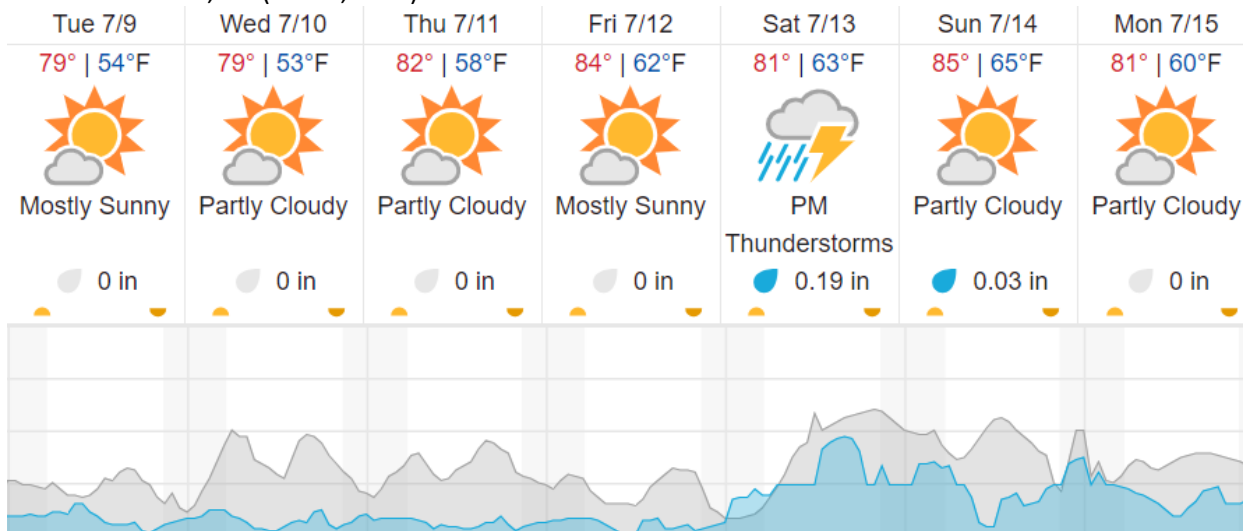 Tue 7/9 Wed 7/10 Thu 7/11 Fri 7/12 Sat 7/13 Sun 7/14 Mon 7/15
79° | 54°F 79° | 53°F 82° | 58°F 84° | 62°F 81° | 63°F 85° | 65°F 81° | 60°F
Mostly Sunny Partly Cloudy Partly Cloudy Mostly Sunny PM Partly Cloudy Partly Cloudy
Thunderstorms
0 in 0 in 0 in 0 in 0.19 in 0.03 in 0 in